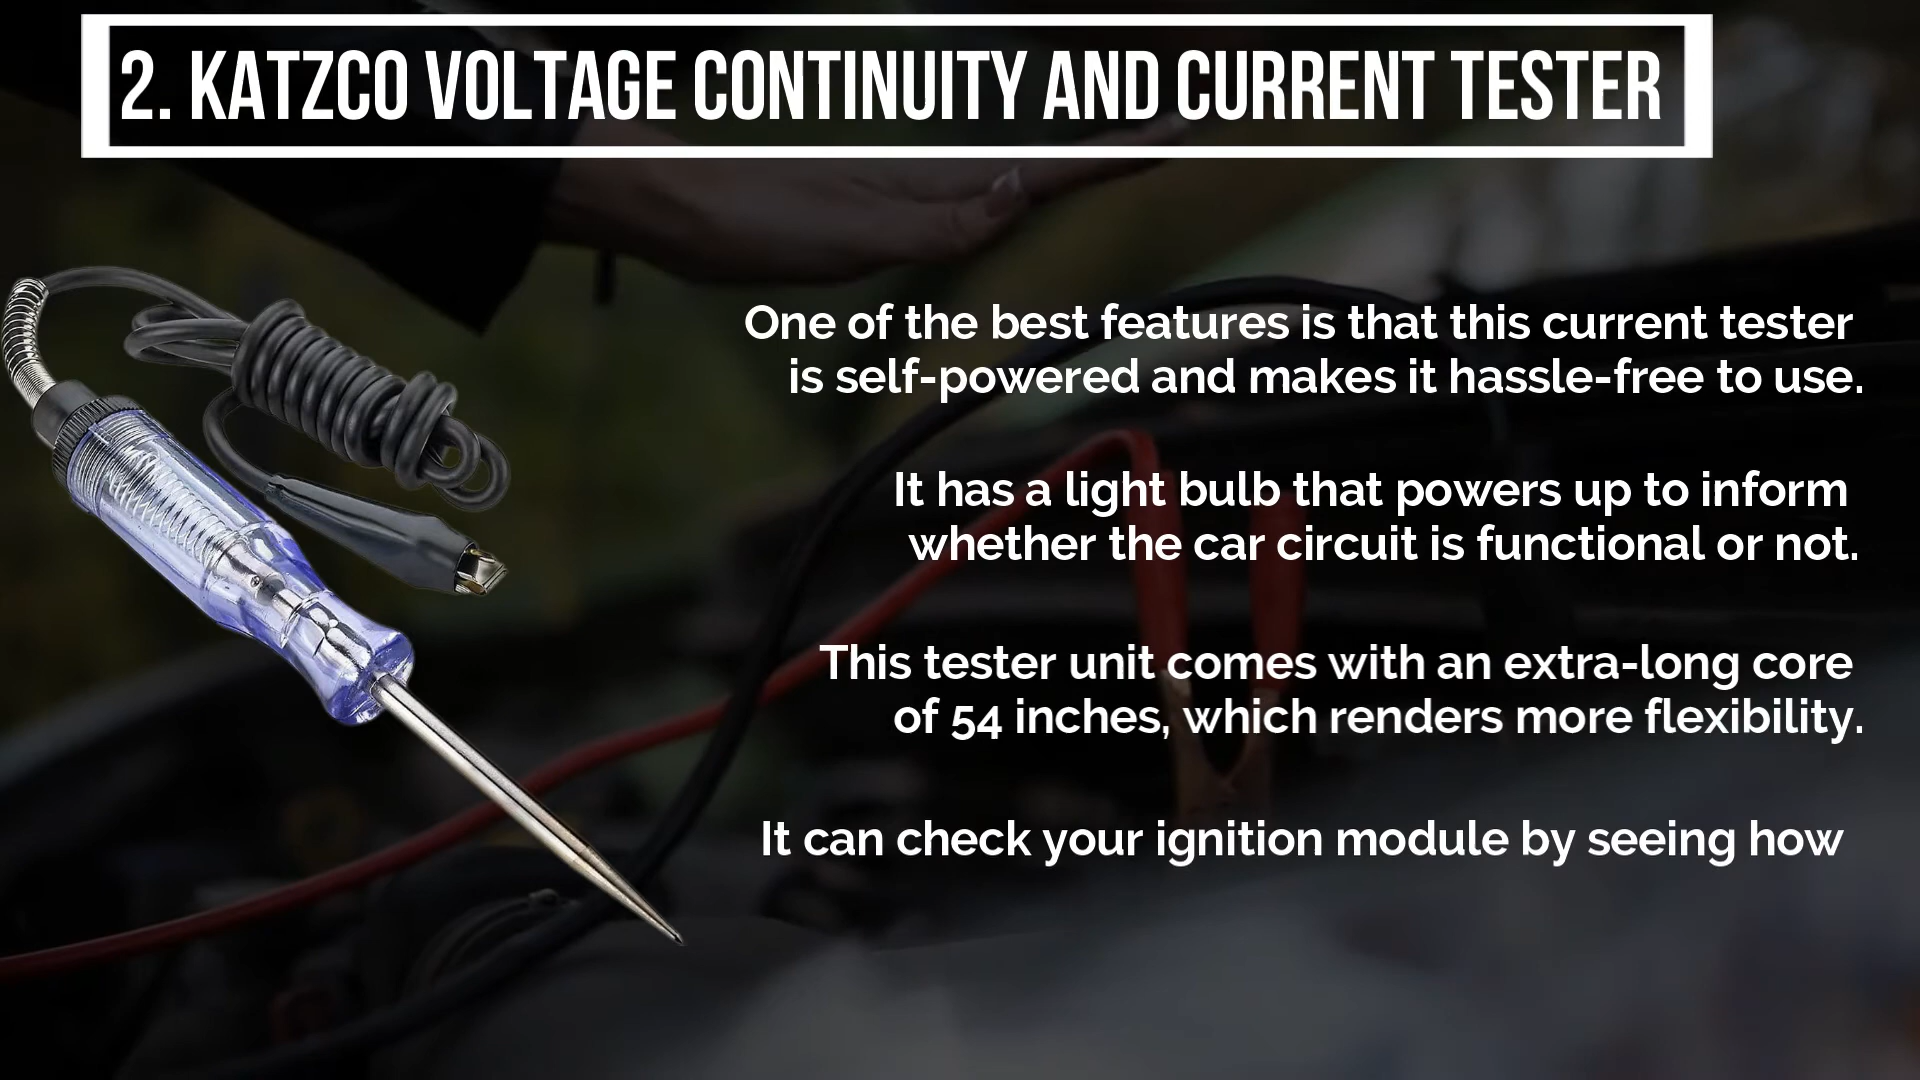 2. KATZCO VOLTAGE CONTINUITY AND CURRENT TESTER
One of the best features is that this current tester
is self-powered and makes it hassle-free to use.
It has a light bulb that powers up to inform
whether the car circuit is functional or not.
This tester unit comes with an extra-long core
of 54 inches, which renders more flexibility.
It can check your ignition module by seeing how